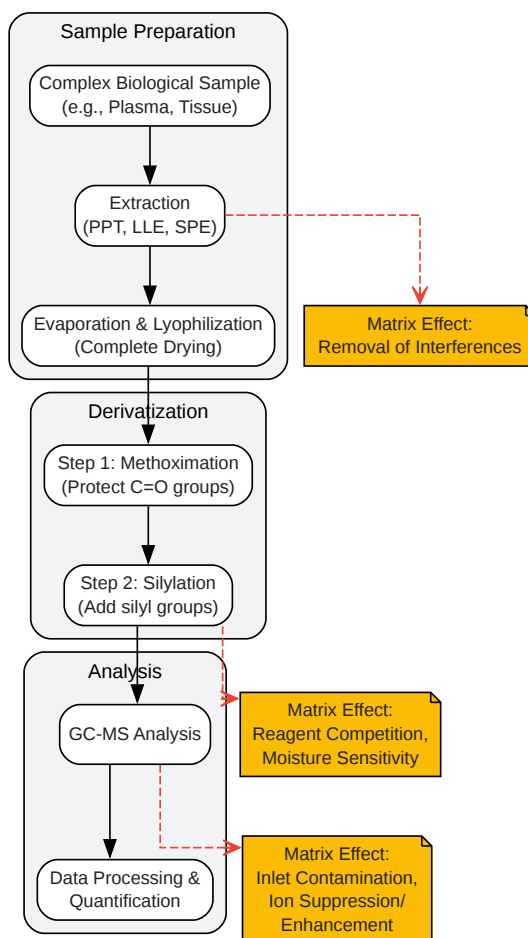 Sample Preparation
Complex Biological Sample
(e.g., Plasma, Tissue)
Extraction
(PPT, LLE, SPE)
Evaporation & Lyophilization
(Complete Drying)
Matrix Effect:
Removal of Interferences
Derivatization
Step 1: Methoximation
(Protect C=O groups)
Step 2: Silylation
(Add silyl groups)
Analysis
GC-MS Analysis
Matrix Effect:
Reagent Competition,
Moisture Sensitivity
Data Processing &
Quantification
Matrix Effect:
Inlet Contamination,
Ion Suppression/
Enhancement